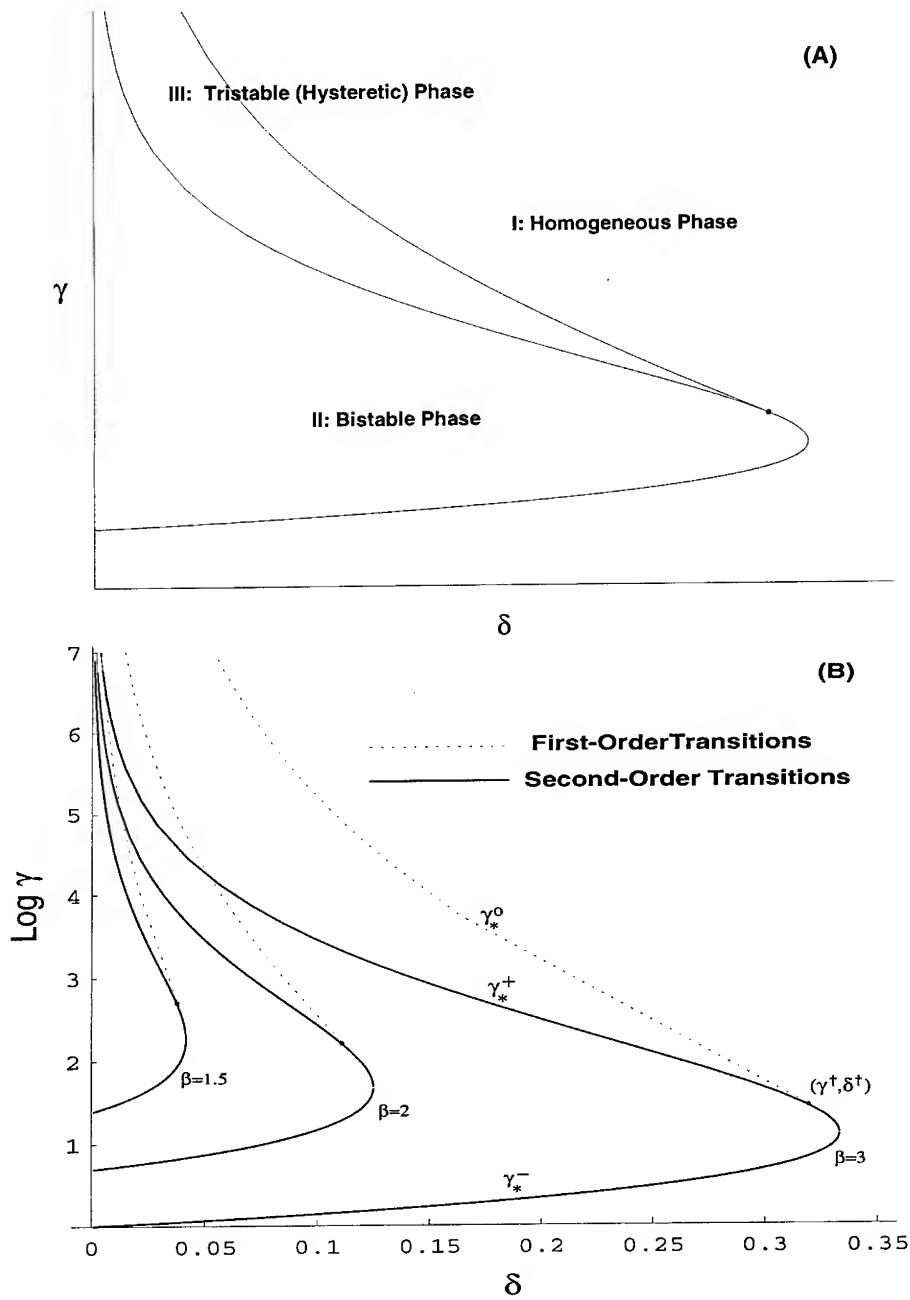 (A)
III: Tristable (Hysteretic) Phase
I: Homogeneous Phase
γ
II: Bistable Phase
δ
7
(B)
First-OrderTransitions
6
Second-Order Transitions
5
Log γ
4
γ*o
3
γ*+
2
(γ†,δ†)
β=1.5
β=2
1
β=3
γ*−
0 0.05 0.1 0.15 0.2 0.25 0.3 0.35
δ